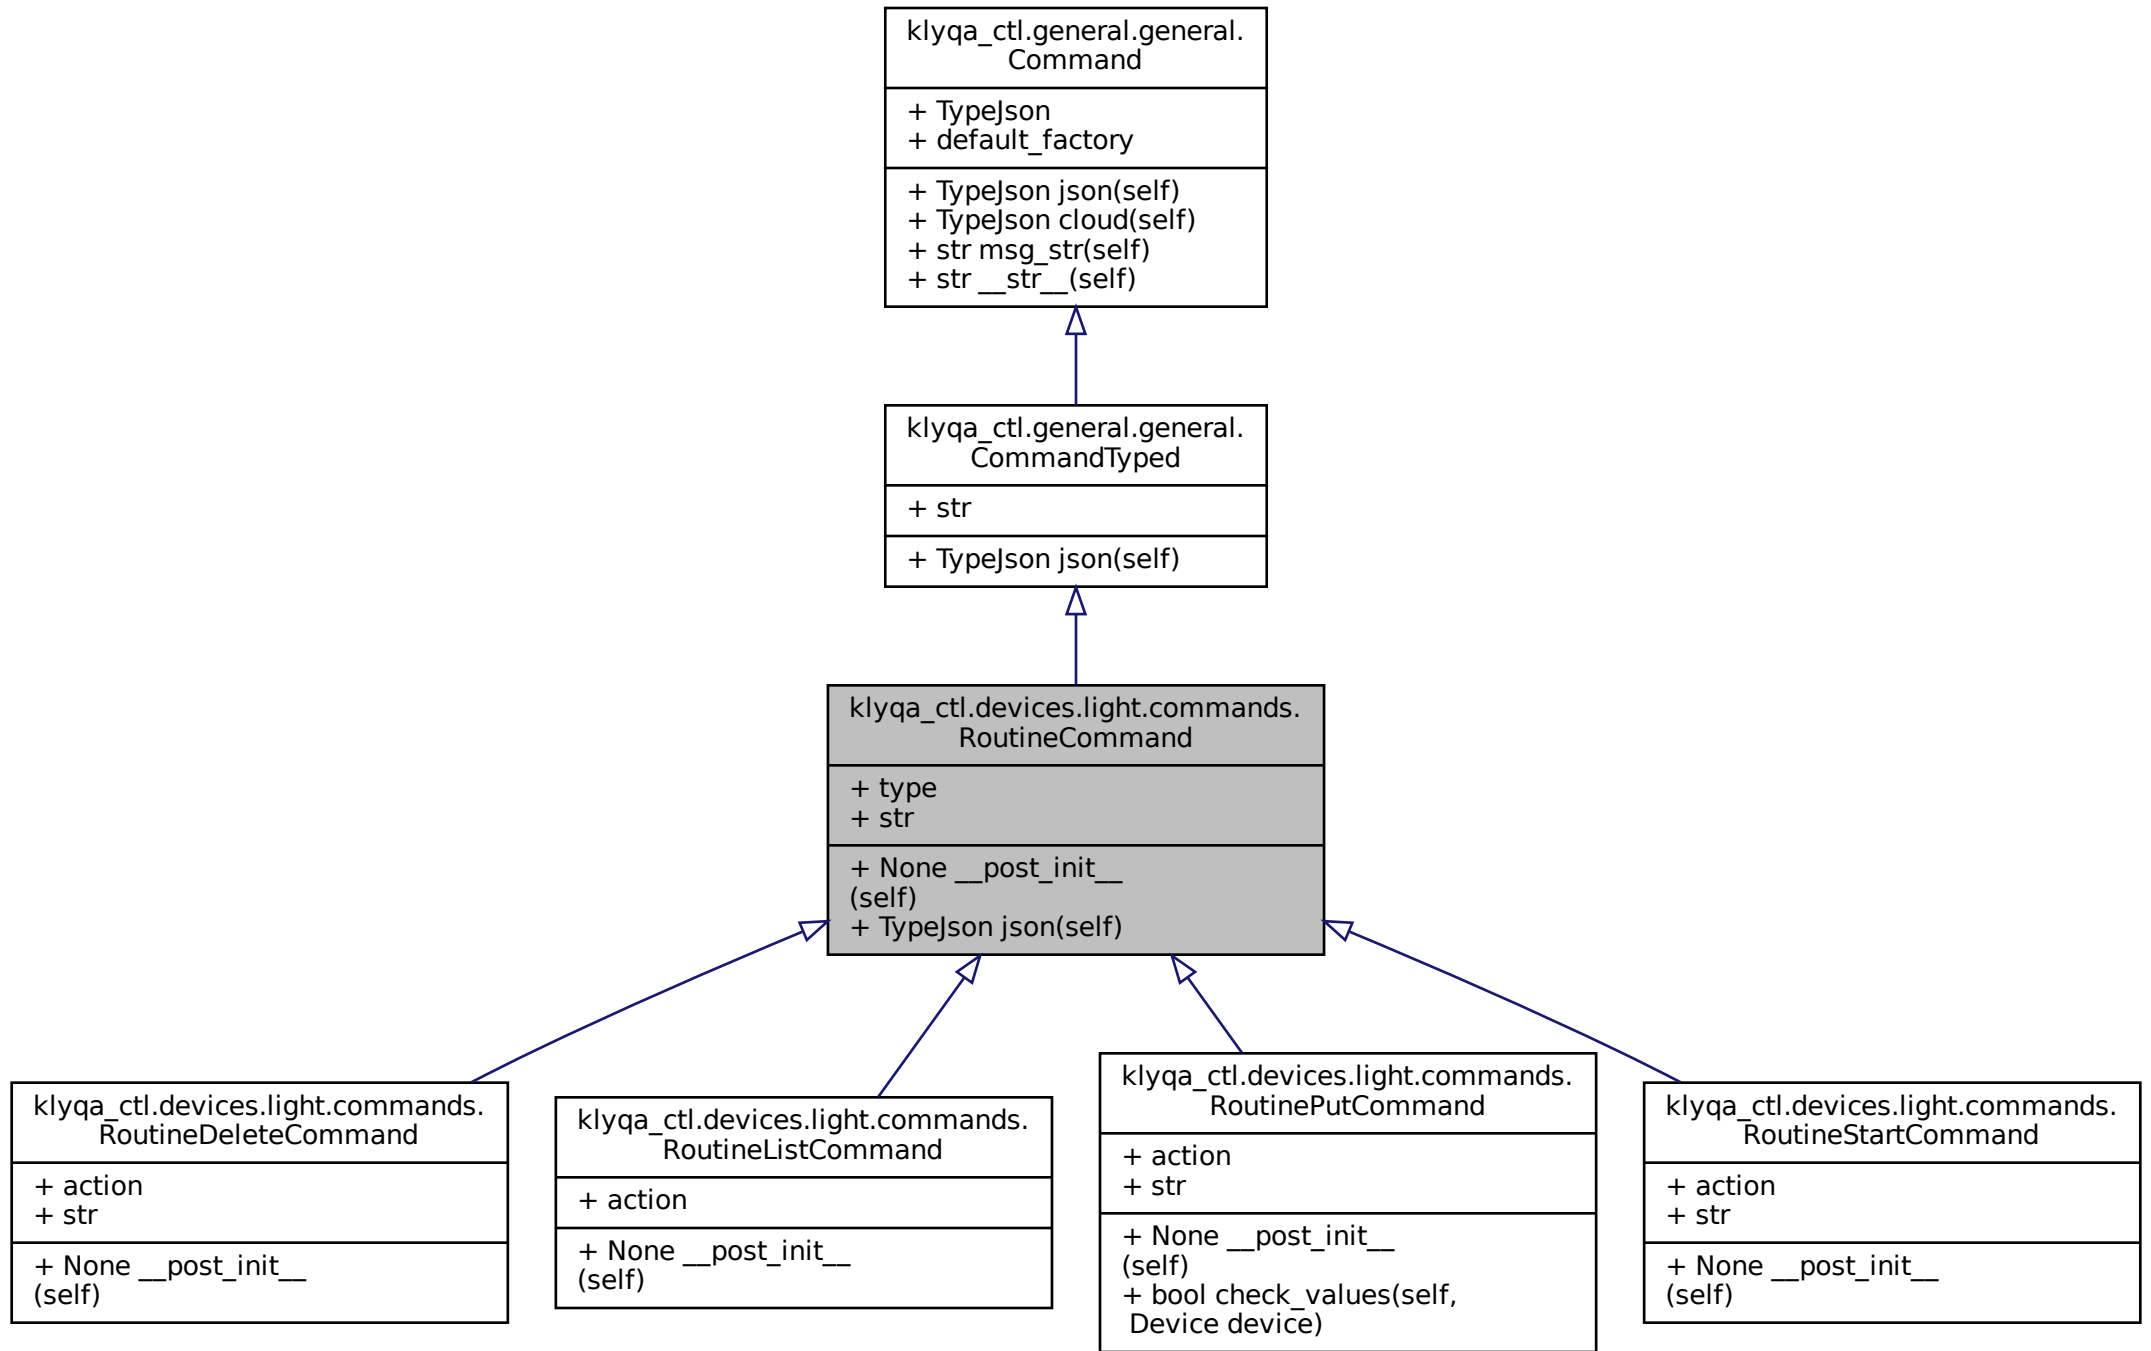 klyqa_ctl.general.general.
Command
+ TypeJson
+ default_factory
+ TypeJson json(self)
+ TypeJson cloud(self)
+ str msg_str(self)
+ str __str__(self)
klyqa_ctl.general.general.
CommandTyped
+ str
+ TypeJson json(self)
klyqa_ctl.devices.light.commands.
RoutineCommand
+ type
+ str
+ None __post_init__
(self)
+ TypeJson json(self)
klyqa_ctl.devices.light.commands.
RoutineDeleteCommand
+ action
+ str
+ None __post_init__
(self)
klyqa_ctl.devices.light.commands.
RoutineListCommand
+ action
+ None __post_init__
(self)
klyqa_ctl.devices.light.commands.
RoutinePutCommand
+ action
+ str
+ None __post_init__
(self)
+ bool check_values(self,
Device device)
klyqa_ctl.devices.light.commands.
RoutineStartCommand
+ action
+ str
+ None __post_init__
(self)